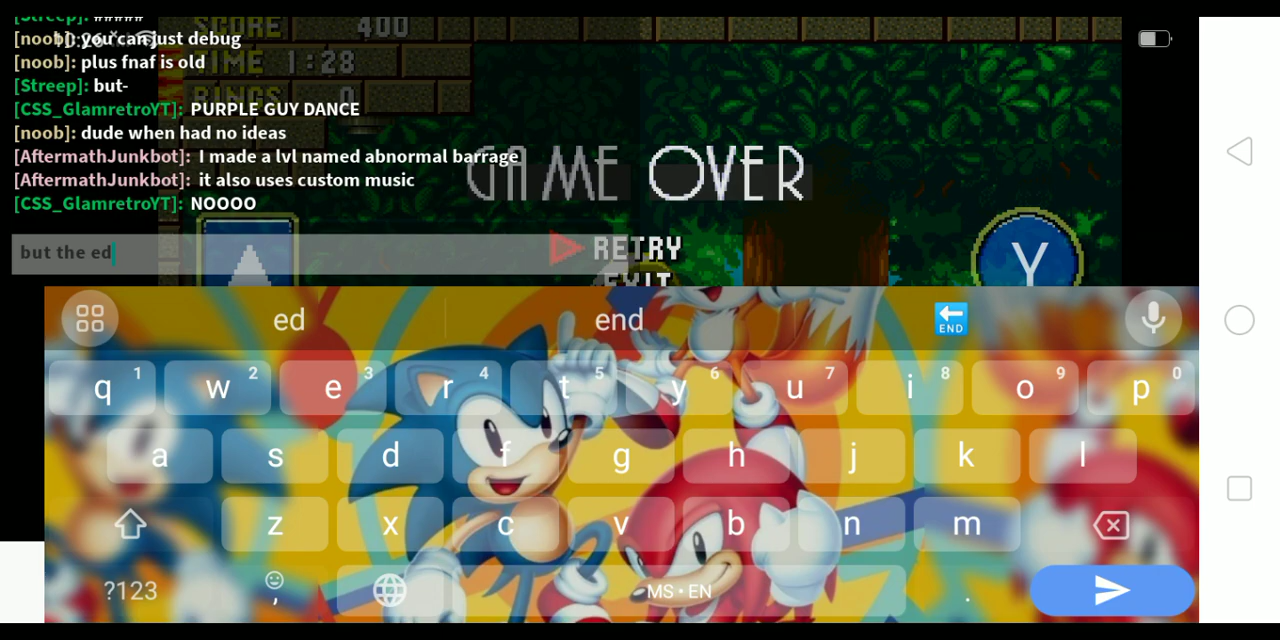 [Streep]: #####
SCORE 400
[noob]: you can just debug
[noob]: plus fnaf is old
TIME 1:28
[Streep]: but-
RINGS 0
[CSS_GlamretroYT]: PURPLE GUY DANCE
[noob]: dude when had no ideas
[AftermathJunkbot]: I made a lvl named abnormal barrage
[AftermathJunkbot]: it also uses custom music
[CSS_GlamretroYT]: NOOOO
GAME OVER
but the ed
RETRY
EXIT
Y
ed end END
q 1 w 2 e 3 r 4 t 5 y 6 u 7 i 8 o 9 p 0
a s d f g h j k l
z x c v b n m
?123 , MS • EN .